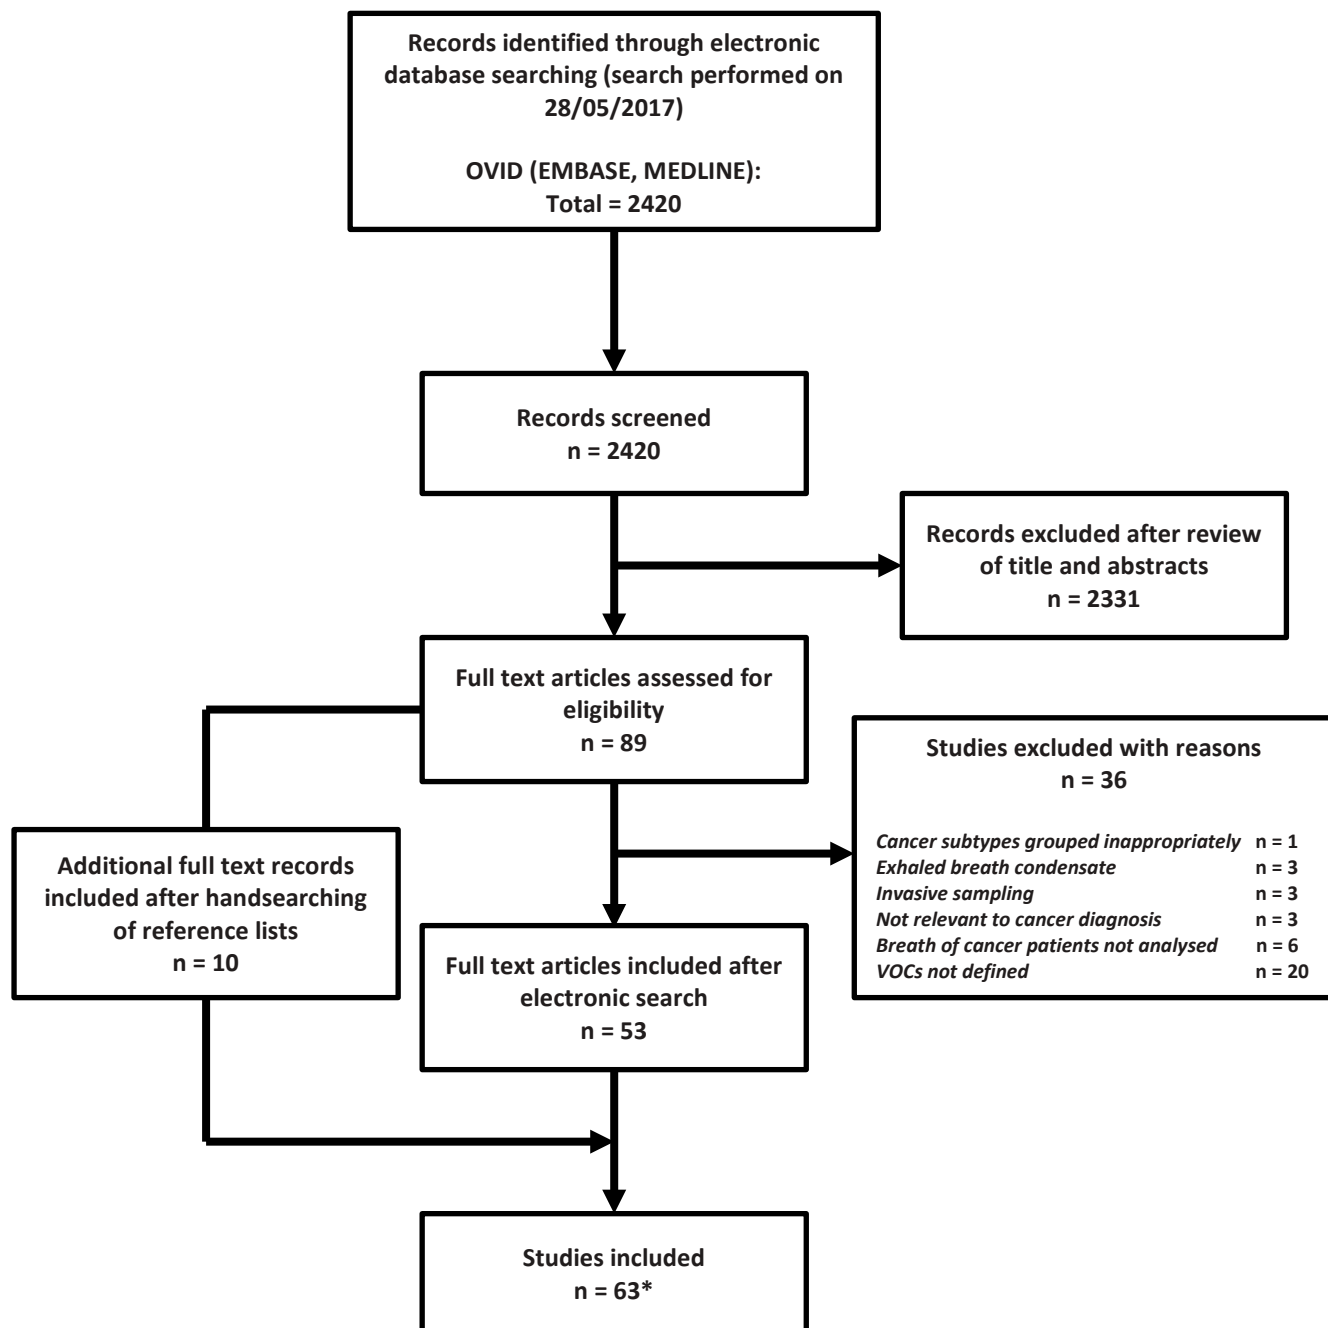 Records identified through electronic
database searching (search performed on
28/05/2017)
OVID (EMBASE, MEDLINE):
Total = 2420
Records screened
n = 2420
Records excluded after review
of title and abstracts
n = 2331
Full text articles assessed for
eligibility
n = 89
Studies excluded with reasons
n = 36
Cancer subtypes grouped inappropriately n = 1
Exhaled breath condensate n = 3
Invasive sampling n = 3
Not relevant to cancer diagnosis n = 3
Breath of cancer patients not analysed n = 6
VOCs not defined n = 20
Additional full text records
included after handsearching
of reference lists
n = 10
Full text articles included after
electronic search
n = 53
Studies included
n = 63*